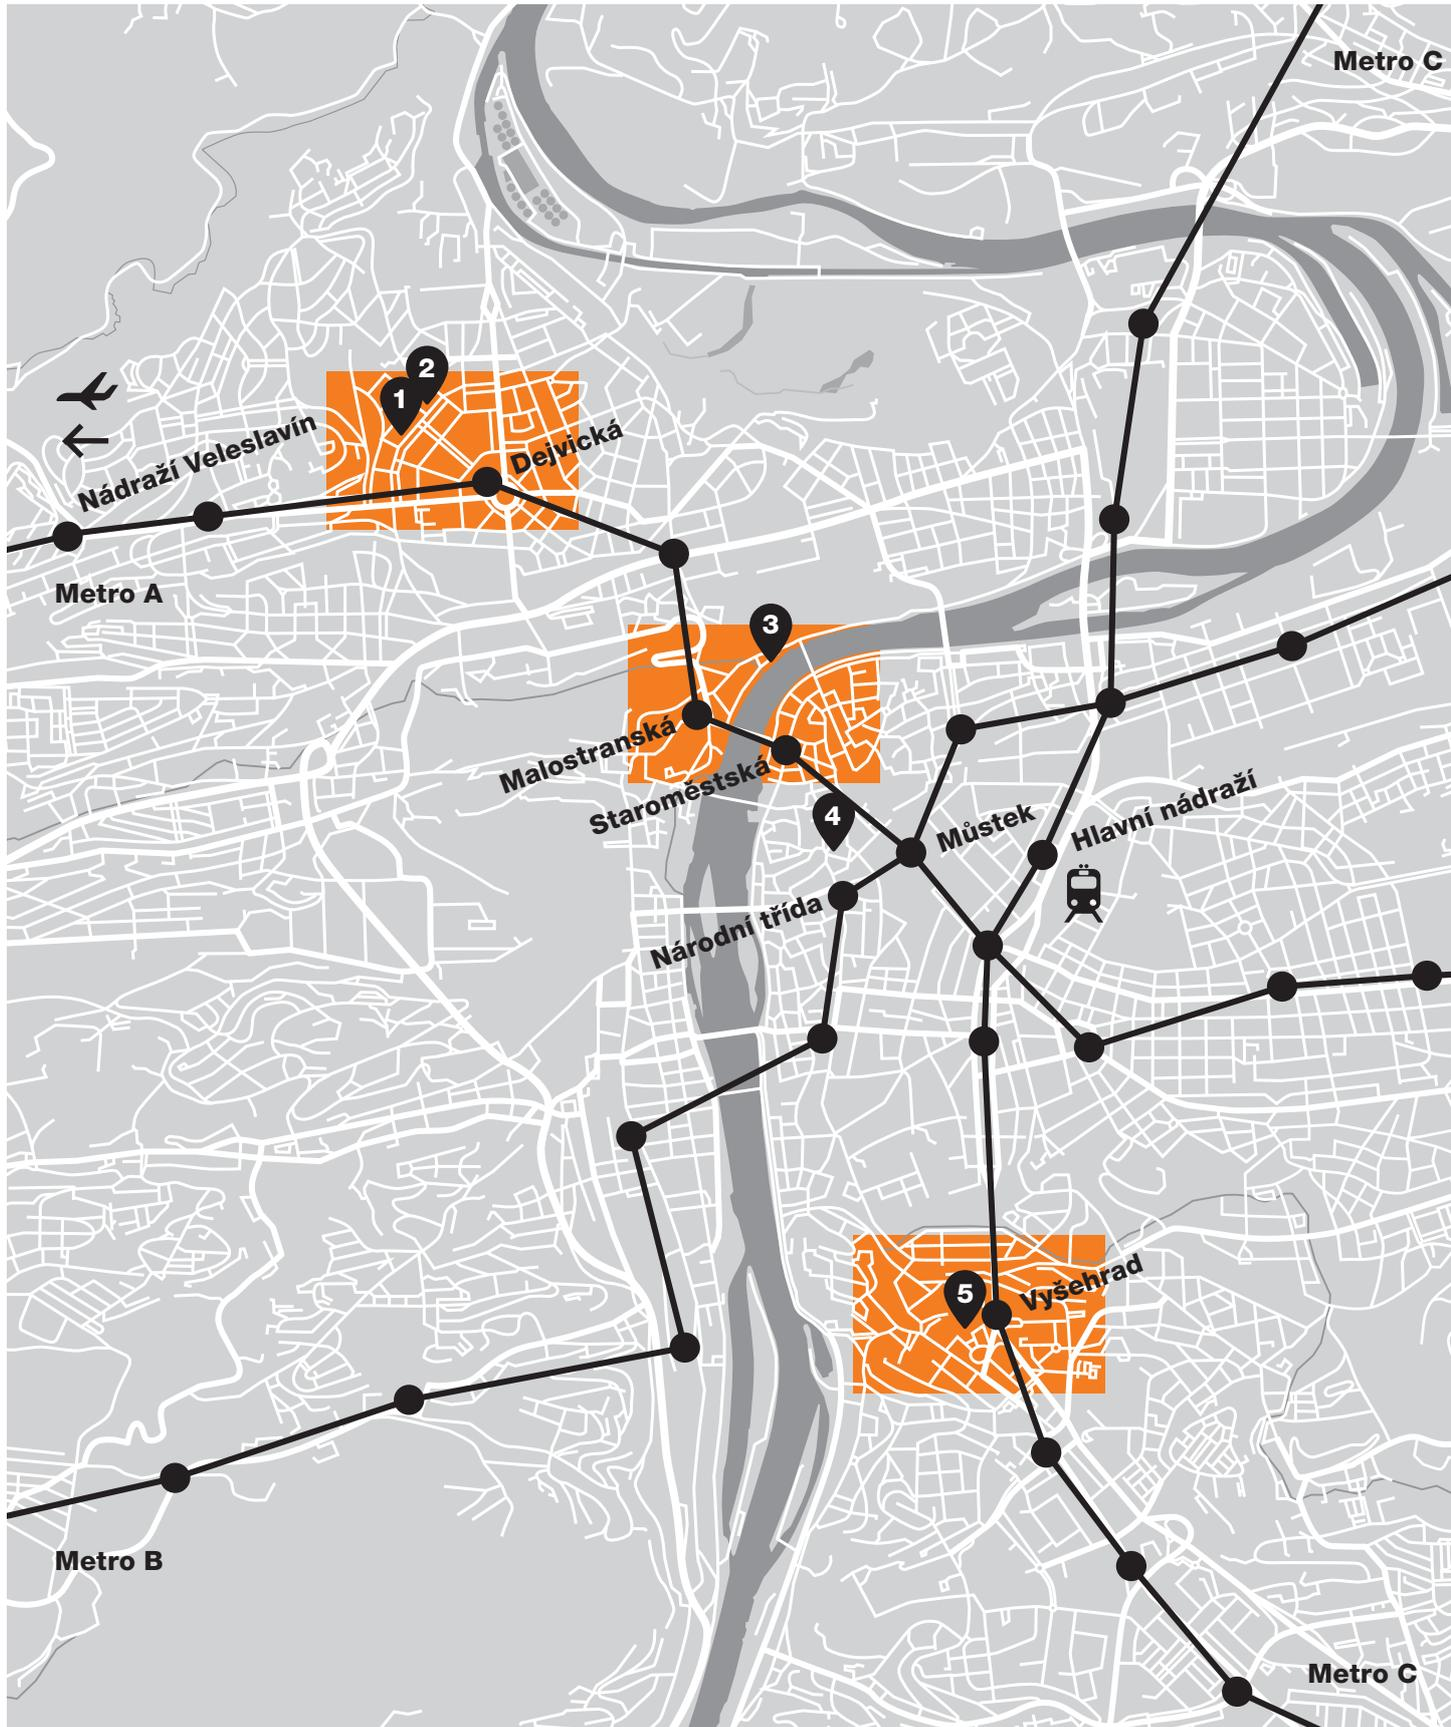 Metro C
2
1
Nádraží Veleslavín
Dejvická
Metro A
3
Malostranská
Staroměstská
4
Můstek
Hlavní nádraží
Národní třída
5
Vyšehrad
Metro B
Metro C